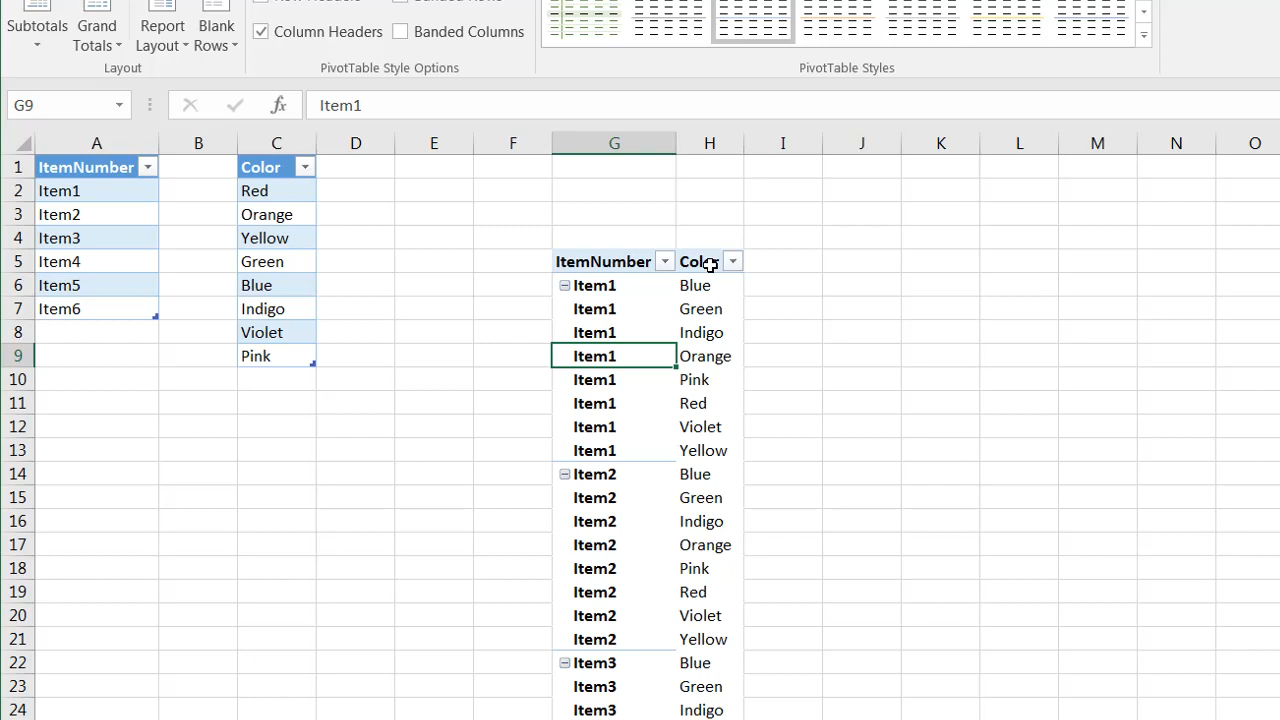 Row Headers Banded Rows
Subtotals Grand Totals Report Layout Blank Rows
Column Headers Banded Columns
Layout PivotTable Style Options PivotTable Styles
G9 fx Item1
A B C D E F G H I J K L M N O
1 ItemNumber Color
2 Item1 Red
3 Item2 Orange
4 Item3 Yellow
5 Item4 Green ItemNumber Color
6 Item5 Blue Item1 Blue
7 Item6 Indigo Item1 Green
8 Violet Item1 Indigo
9 Pink Item1 Orange
10 Item1 Pink
11 Item1 Red
12 Item1 Violet
13 Item1 Yellow
14 Item2 Blue
15 Item2 Green
16 Item2 Indigo
17 Item2 Orange
18 Item2 Pink
19 Item2 Red
20 Item2 Violet
21 Item2 Yellow
22 Item3 Blue
23 Item3 Green
24 Item3 Indigo